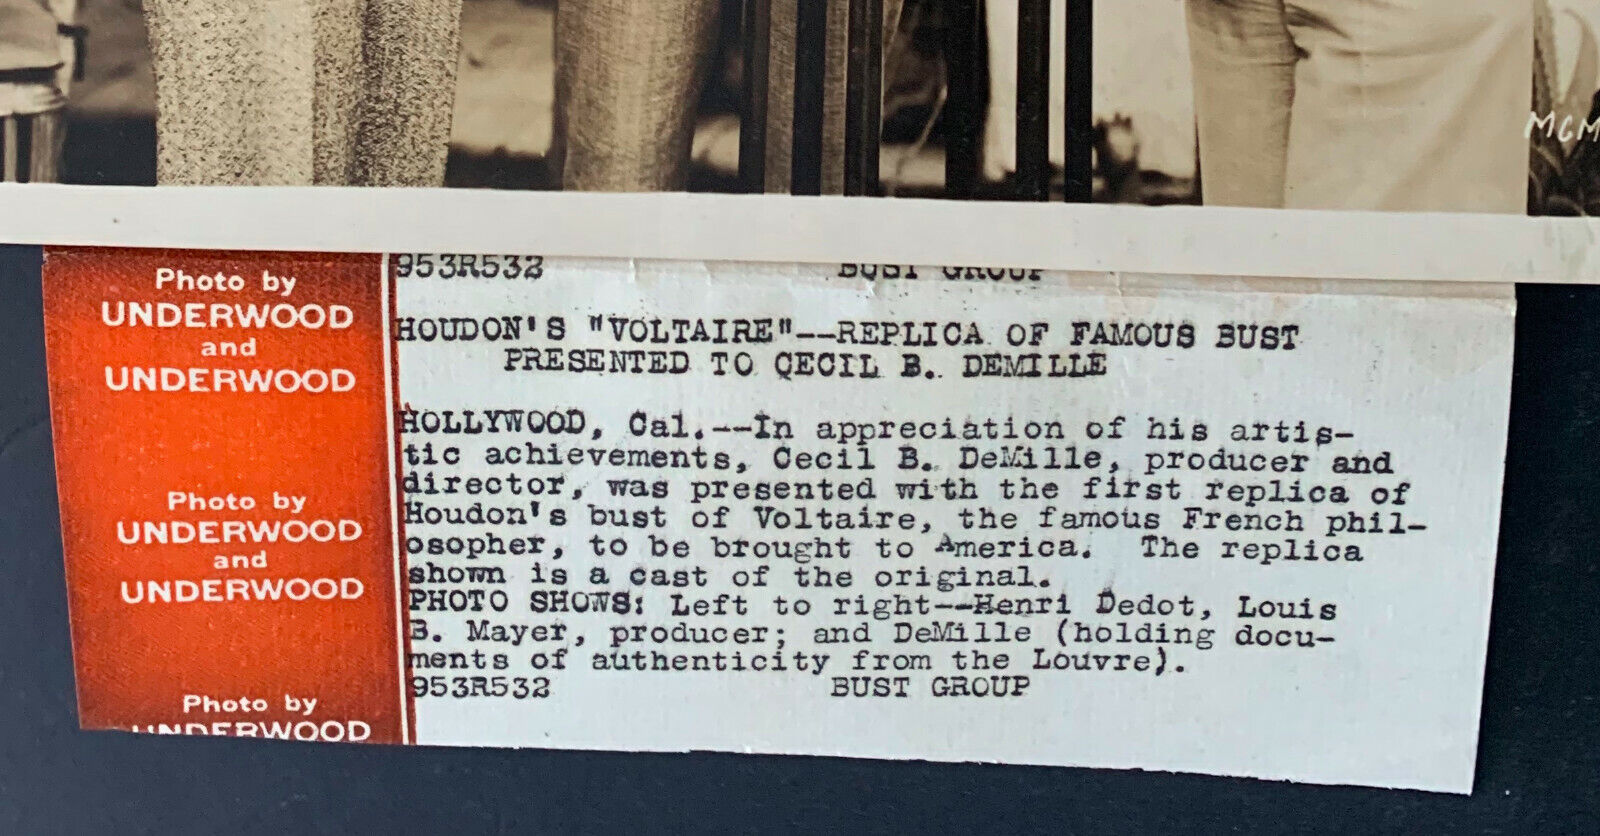 MGM
Photo by
UNDERWOOD
and
UNDERWOOD
Photo by
UNDERWOOD
and
UNDERWOOD
Photo by
UNDERWOOD
953R532 BUST GROUP
HOUDON'S "VOLTAIRE"--REPLICA OF FAMOUS BUST
PRESENTED TO CECIL B. DEMILLE
HOLLYWOOD, Cal.--In appreciation of his artis-
tic achievements, Cecil B. DeMille, producer and
director, was presented with the first replica of
Houdon's bust of Voltaire, the famous French phil-
osopher, to be brought to America. The replica
shown is a cast of the original.
PHOTO SHOWS: Left to right--Henri Dedot, Louis
B. Mayer, producer; and DeMille (holding docu-
ments of authenticity from the Louvre).
953R532 BUST GROUP